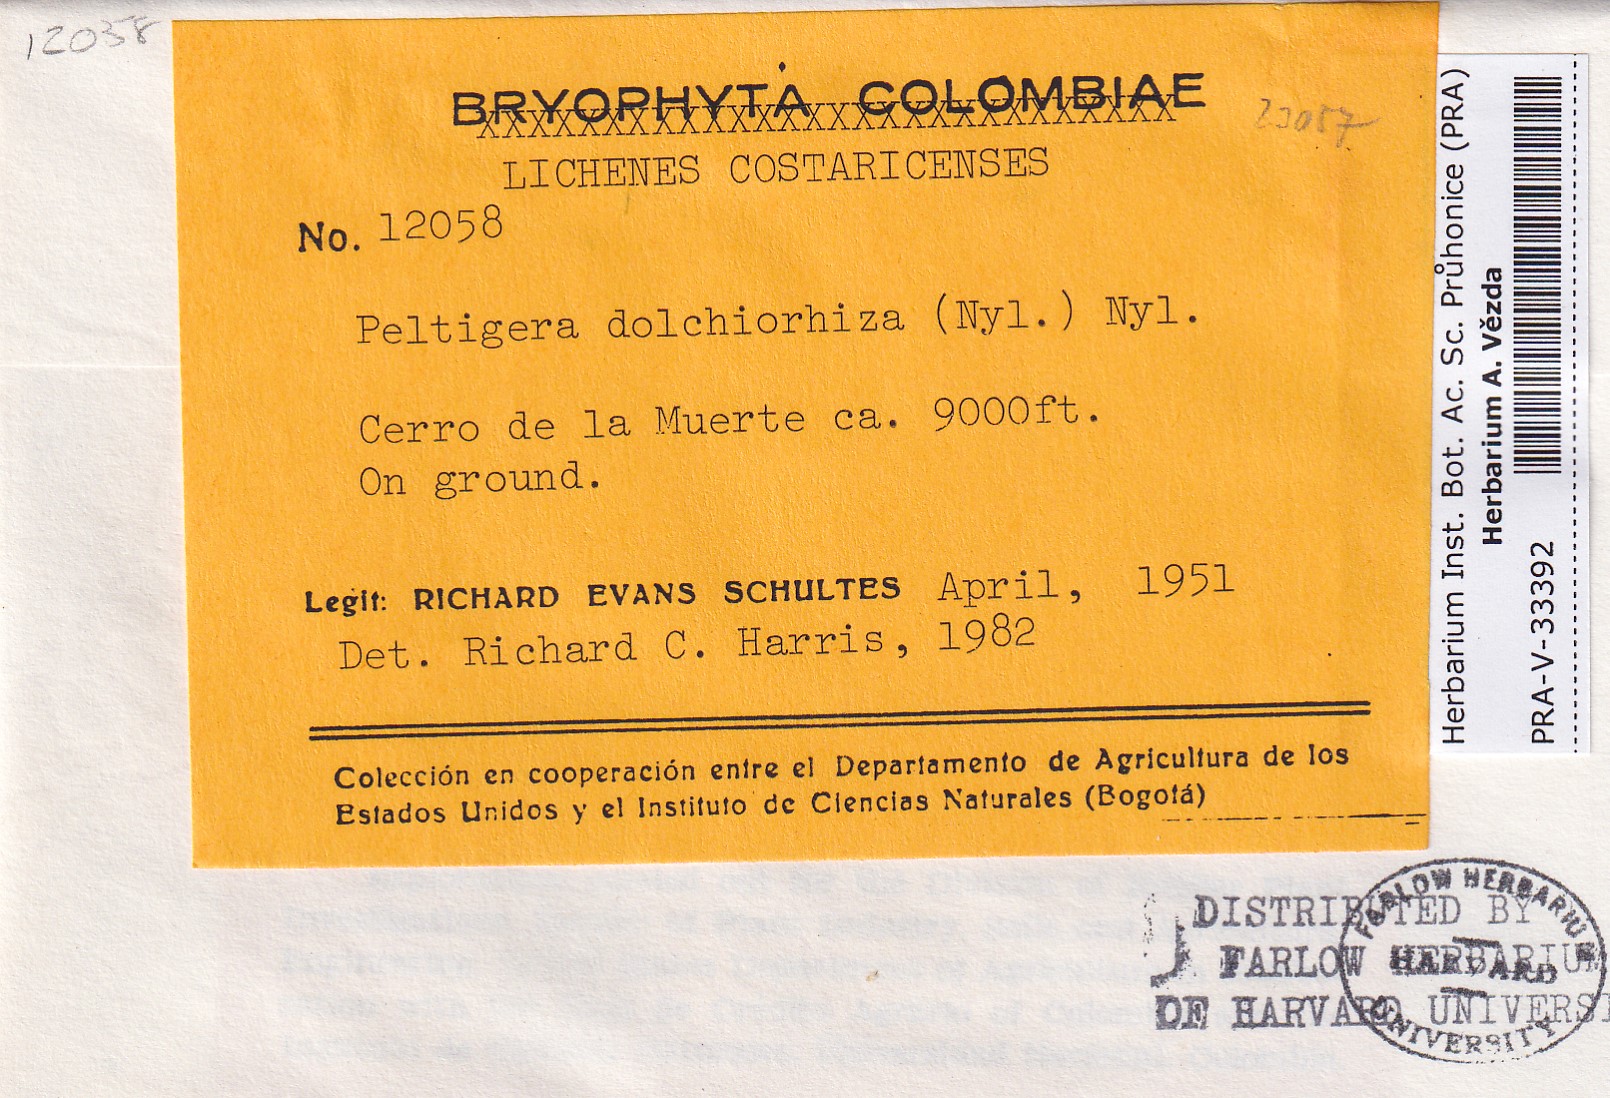 12058
BRYOPHYTA COLOMBIAE
XXXXXXXXXXXXXXXXXXXXXXXXXXXX
LICHENES COSTARICENSES
No. 12058
Peltigera dolchiorhiza (Nyl.) Nyl.
Cerro de la Muerte ca. 9000ft.
On ground.
Legit: RICHARD EVANS SCHULTES April, 1951
Det. Richard C. Harris, 1982
Colección en cooperación entre el Departamento de Agricultura de los
Estados Unidos y el Instituto de Ciencias Naturales (Bogotá)
Herbarium Inst. Bot. Ac. Sc. Průhonice (PRA)
Herbarium A. Vězda
PRA-V-33392
DISTRIBUTED BY
FARLOW HERBARIUM
OF HARVARD UNIVERSI
FARLOW HERBARIUM
HARVARD
UNIVERSITY